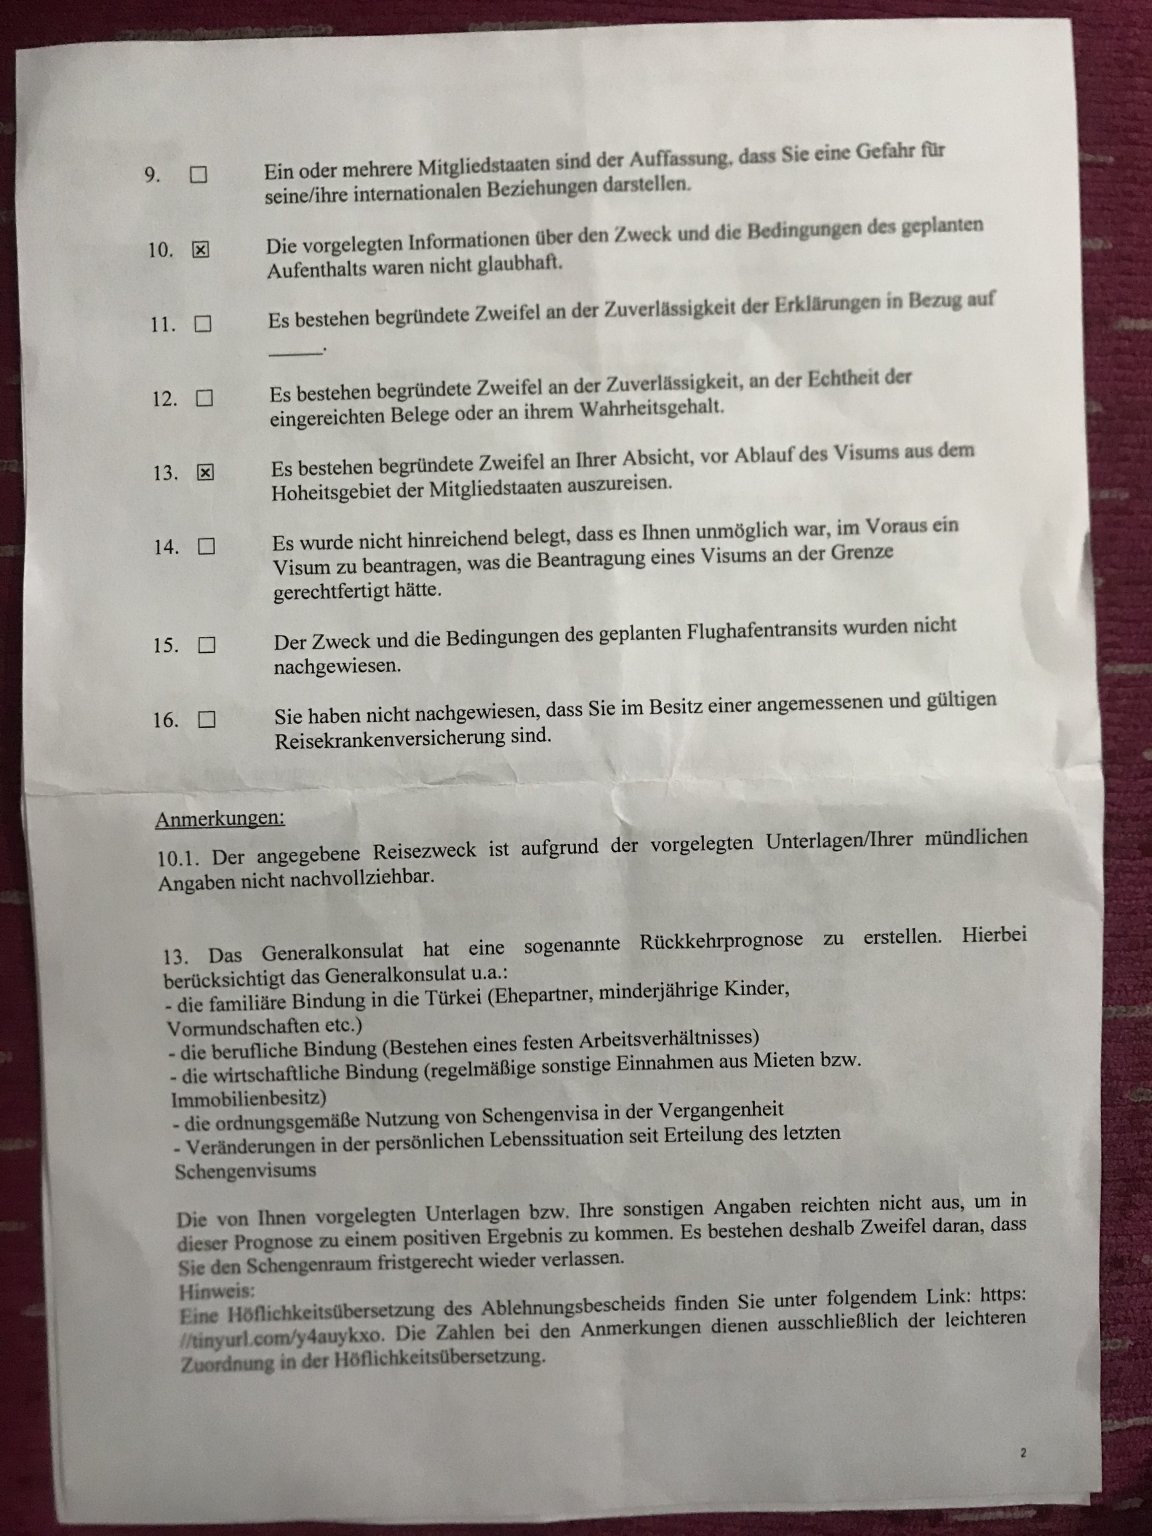 9. ☐ Ein oder mehrere Mitgliedstaaten sind der Auffassung, dass Sie eine Gefahr für
seine/ihre internationalen Beziehungen darstellen.
10. ☒ Die vorgelegten Informationen über den Zweck und die Bedingungen des geplanten
Aufenthalts waren nicht glaubhaft.
11. ☐ Es bestehen begründete Zweifel an der Zuverlässigkeit der Erklärungen in Bezug auf
_____.
12. ☐ Es bestehen begründete Zweifel an der Zuverlässigkeit, an der Echtheit der
eingereichten Belege oder an ihrem Wahrheitsgehalt.
13. ☒ Es bestehen begründete Zweifel an Ihrer Absicht, vor Ablauf des Visums aus dem
Hoheitsgebiet der Mitgliedstaaten auszureisen.
14. ☐ Es wurde nicht hinreichend belegt, dass es Ihnen unmöglich war, im Voraus ein
Visum zu beantragen, was die Beantragung eines Visums an der Grenze
gerechtfertigt hätte.
15. ☐ Der Zweck und die Bedingungen des geplanten Flughafentransits wurden nicht
nachgewiesen.
16. ☐ Sie haben nicht nachgewiesen, dass Sie im Besitz einer angemessenen und gültigen
Reisekrankenversicherung sind.
Anmerkungen:
10.1. Der angegebene Reisezweck ist aufgrund der vorgelegten Unterlagen/Ihrer mündlichen
Angaben nicht nachvollziehbar.
13. Das Generalkonsulat hat eine sogenannte Rückkehrprognose zu erstellen. Hierbei
berücksichtigt das Generalkonsulat u.a.:
- die familiäre Bindung in die Türkei (Ehepartner, minderjährige Kinder,
Vormundschaften etc.)
- die berufliche Bindung (Bestehen eines festen Arbeitsverhältnisses)
- die wirtschaftliche Bindung (regelmäßige sonstige Einnahmen aus Mieten bzw.
Immobilienbesitz)
- die ordnungsgemäße Nutzung von Schengenvisa in der Vergangenheit
- Veränderungen in der persönlichen Lebenssituation seit Erteilung des letzten
Schengenvisums
Die von Ihnen vorgelegten Unterlagen bzw. Ihre sonstigen Angaben reichten nicht aus, um in
dieser Prognose zu einem positiven Ergebnis zu kommen. Es bestehen deshalb Zweifel daran, dass
Sie den Schengenraum fristgerecht wieder verlassen.
Hinweis:
Eine Höflichkeitsübersetzung des Ablehnungsbescheids finden Sie unter folgendem Link: https:
//tinyurl.com/y4auykxo. Die Zahlen bei den Anmerkungen dienen ausschließlich der leichteren
Zuordnung in der Höflichkeitsübersetzung.
2